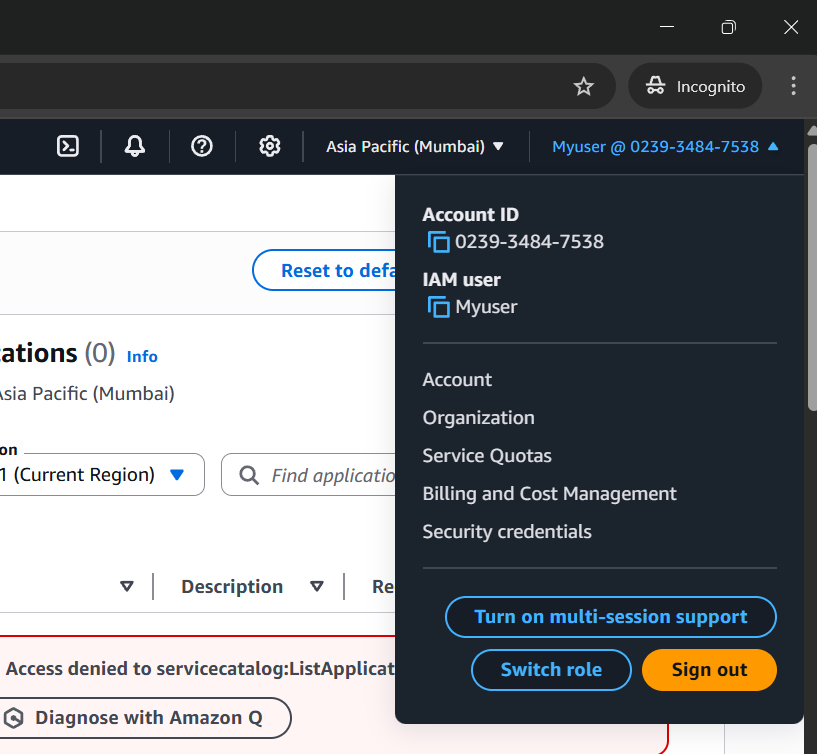 Incognito
Asia Pacific (Mumbai)
Myuser @ 0239-3484-7538
Account ID
0239-3484-7538
IAM user
Myuser
Account
Organization
Service Quotas
Billing and Cost Management
Security credentials
Turn on multi-session support
Switch role
Sign out
Reset to defa
ations (0) Info
Asia Pacific (Mumbai)
on
1 (Current Region)
Find applicatio
Description
Re
Access denied to servicecatalog:ListApplicat
Diagnose with Amazon Q